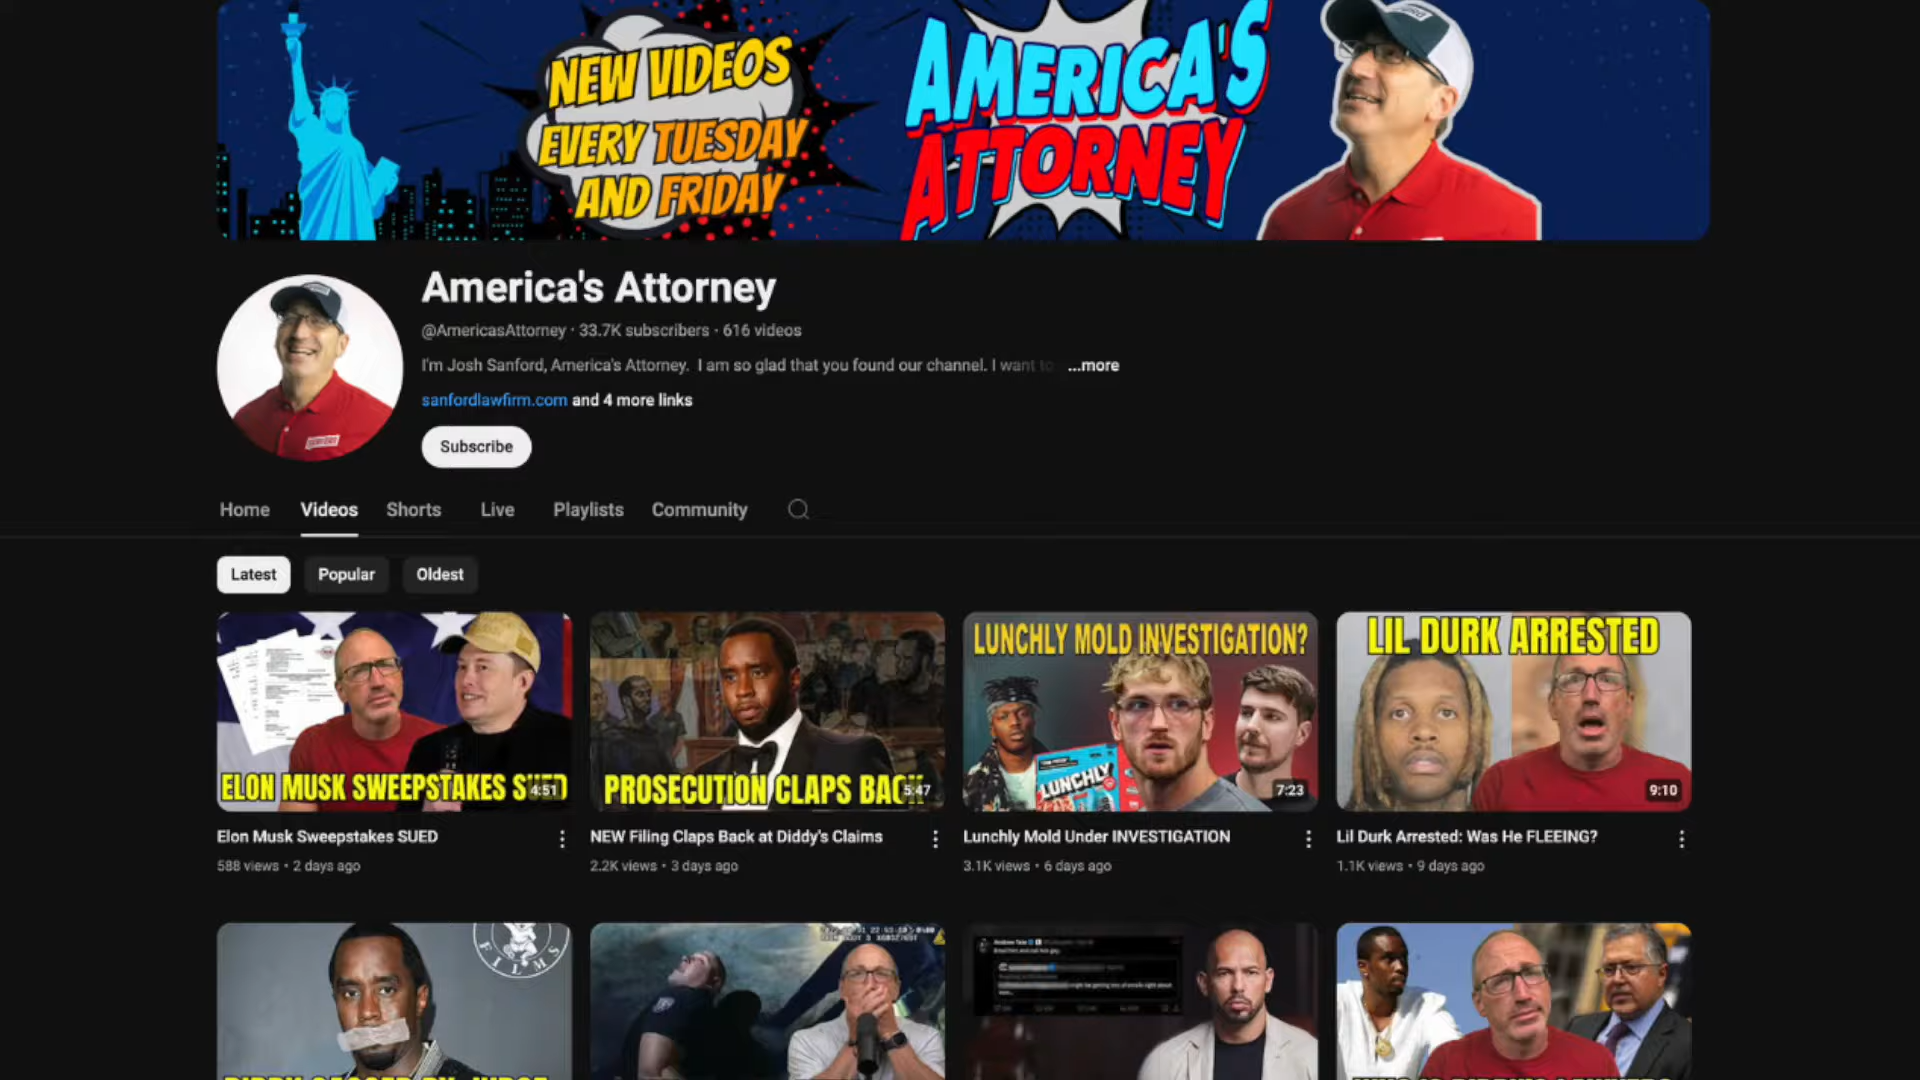 NEW VIDEOS
EVERY TUESDAY
AND FRIDAY
AMERICA'S
ATTORNEY
America's Attorney
@AmericasAttorney · 33.7K subscribers · 616 videos
I'm Josh Sanford, America's Attorney. I am so glad that you found our channel. I want to ...more
sanfordlawfirm.com and 4 more links
Subscribe
Home Videos Shorts Live Playlists Community
Latest Popular Oldest
ELON MUSK SWEEPSTAKES SUED
4:51
PROSECUTION CLAPS BACK
5:47
LUNCHLY MOLD INVESTIGATION?
LUNCHLY
7:23
LIL DURK ARRESTED
9:10
Elon Musk Sweepstakes SUED
588 views • 2 days ago
NEW Filing Claps Back at Diddy's Claims
2.2K views • 3 days ago
Lunchly Mold Under INVESTIGATION
3.1K views • 6 days ago
Lil Durk Arrested: Was He FLEEING?
1.1K views • 9 days ago
FILMS